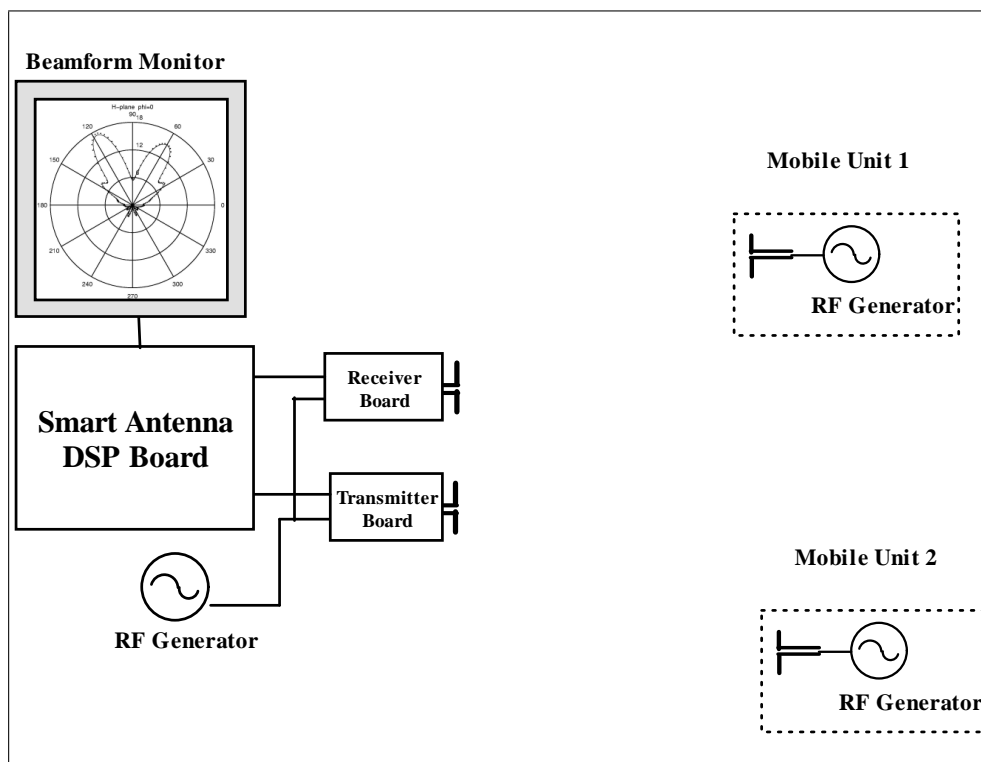 Beamform Monitor
H-plane phi=0
90 18
120
60
12
150
30
180
0
210
330
240
300
270
Mobile Unit 1
RF Generator
Smart Antenna
DSP Board
Receiver
Board
Transmitter
Board
RF Generator
Mobile Unit 2
RF Generator